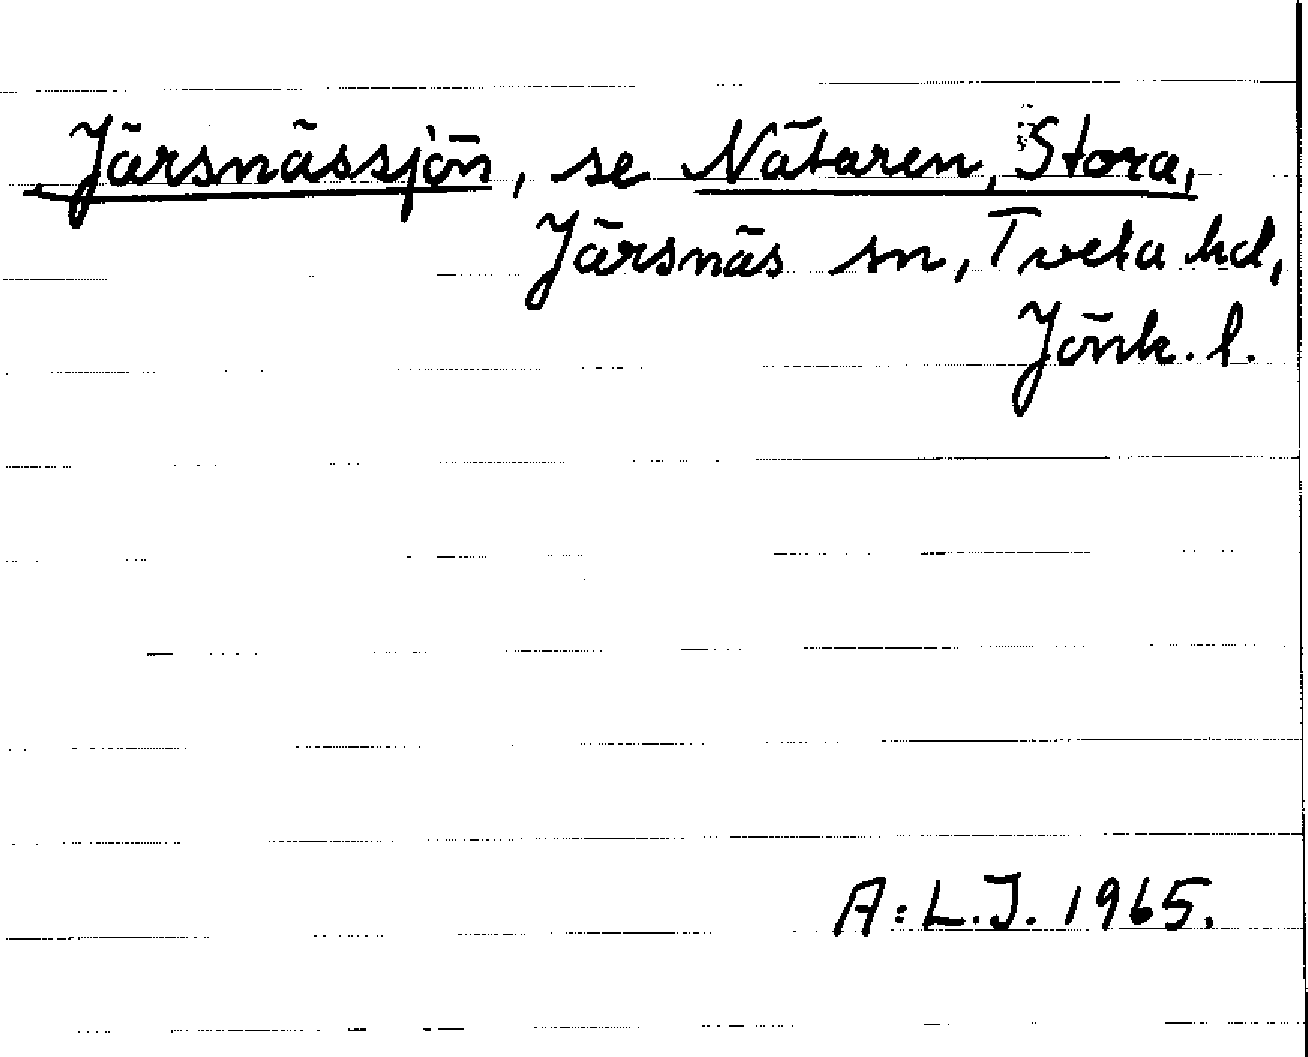 Järsnässjön, se Nätaren, Stora,
Järsnäs sn, Tveta hd,
Jönk. l.
A:L.J. 1965.